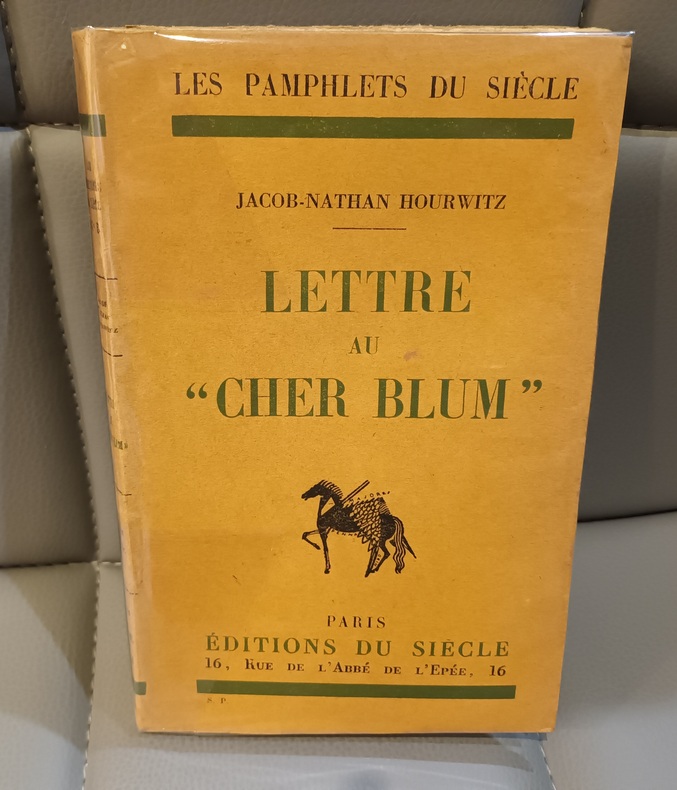 LES PAMPHLETS DU SIÈCLE
JACOB-NATHAN HOURWITZ
LETTRE
AU
“CHER BLUM”
PARIS
ÉDITIONS DU SIÈCLE
16, RUE DE L'ABBÉ DE L'EPÉE, 16
S. P.